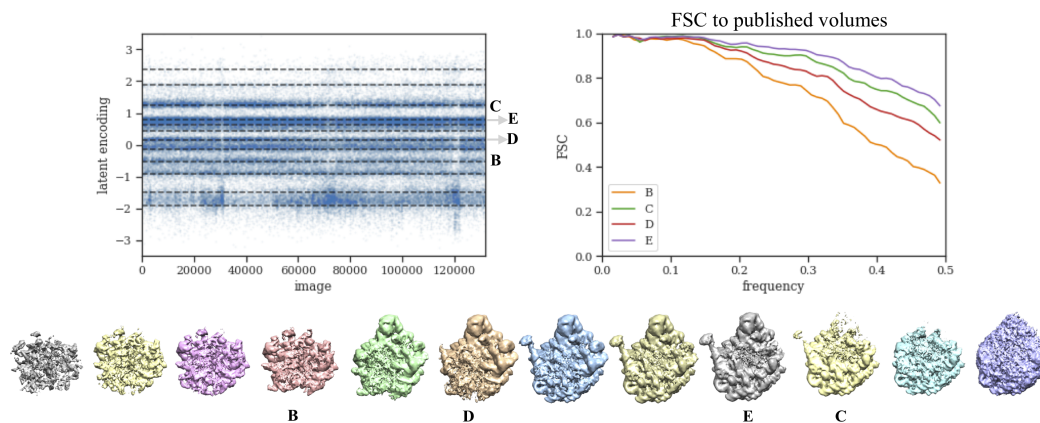 FSC to published volumes
3
2
1
0
−1
−2
−3
latent encoding
0
20000
40000
60000
80000
100000
120000
image
C
E
D
B
1.0
0.8
0.6
0.4
0.2
0.0
FSC
B
C
D
E
0.0
0.1
0.2
0.3
0.4
0.5
frequency
B
D
E
C